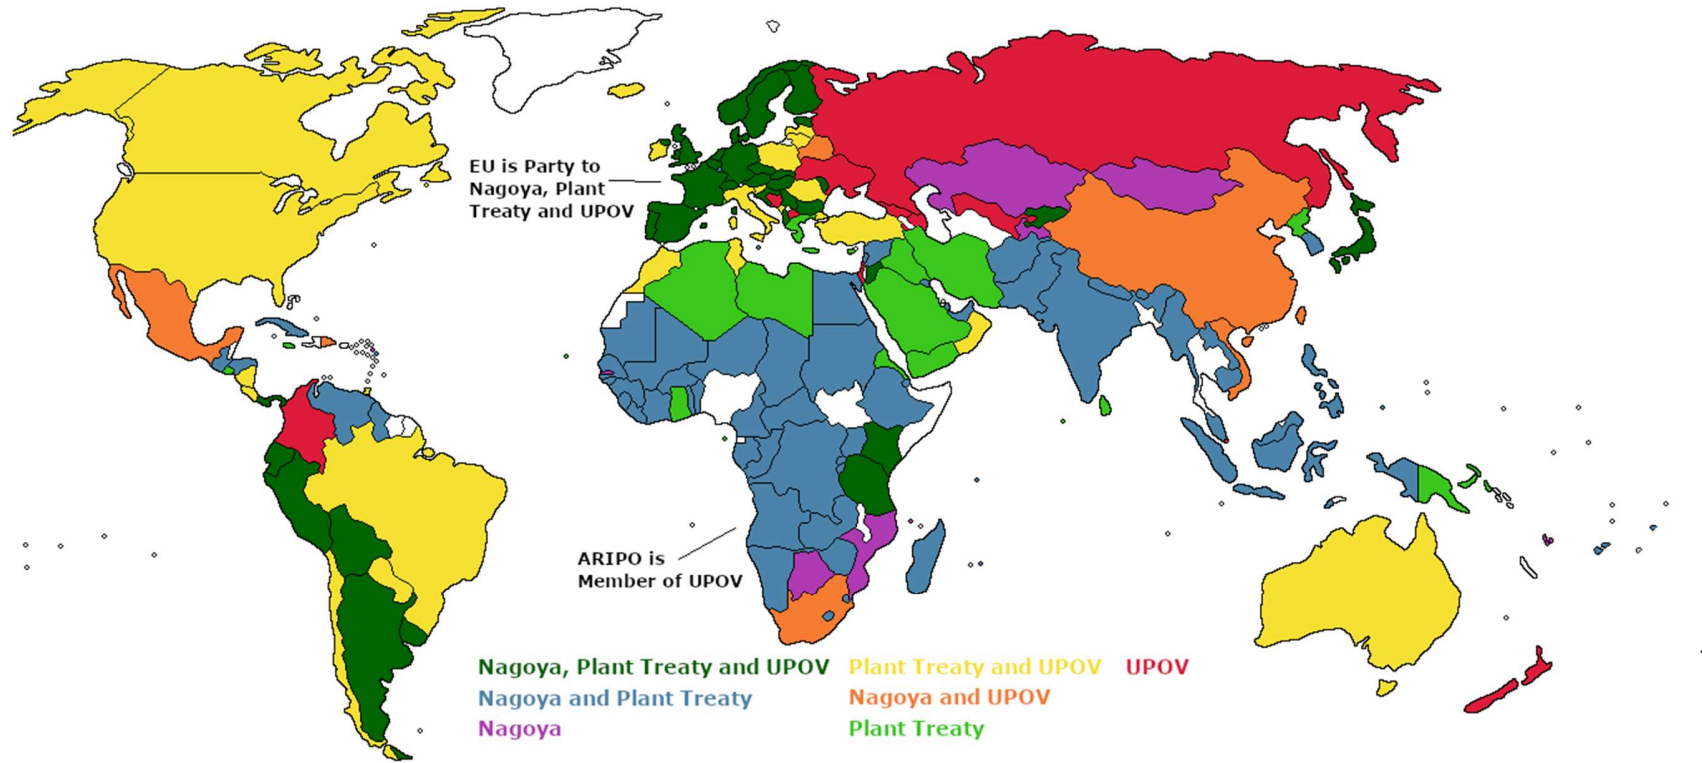 EU is Party to
Nagoya, Plant
Treaty and UPOV
ARIPO is
Member of UPOV
Nagoya, Plant Treaty and UPOV Plant Treaty and UPOV UPOV
Nagoya and Plant Treaty Nagoya and UPOV
Nagoya Plant Treaty